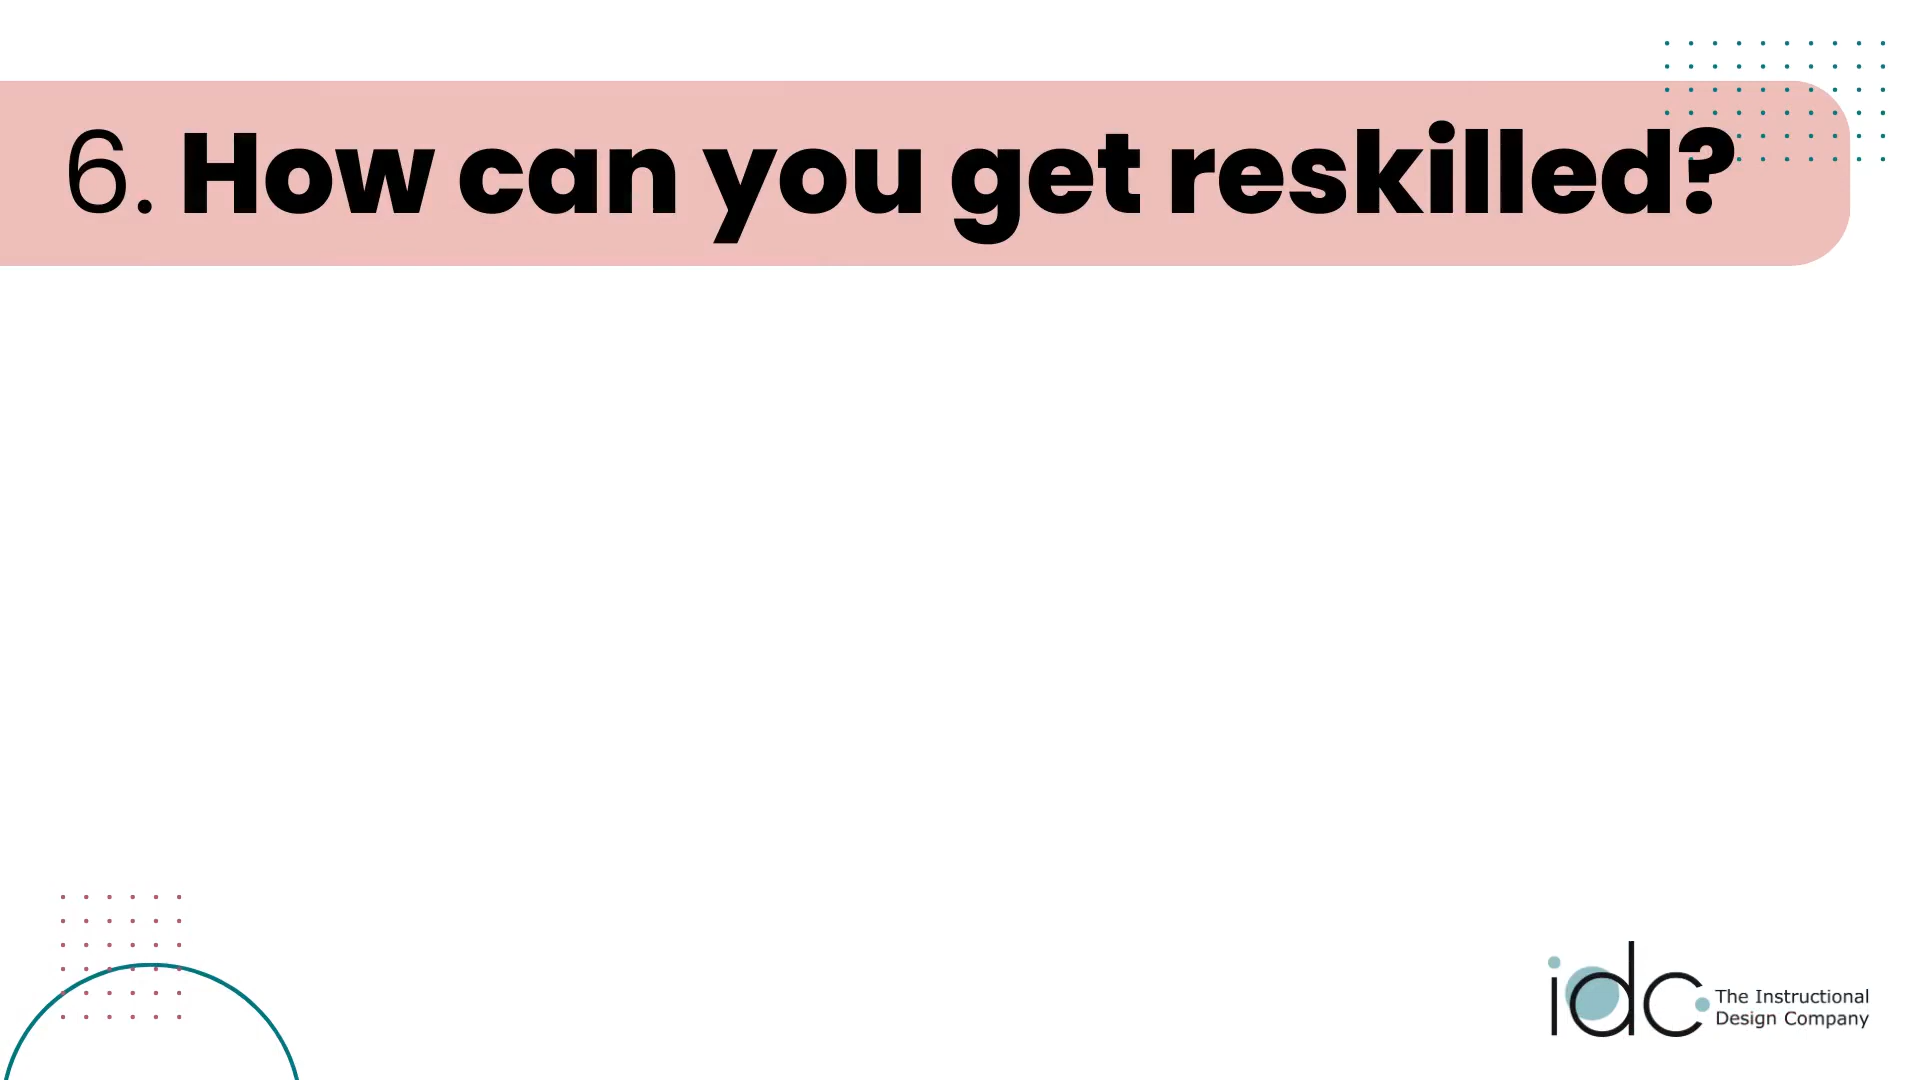 6. How can you get reskilled?
idc
The Instructional
Design Company